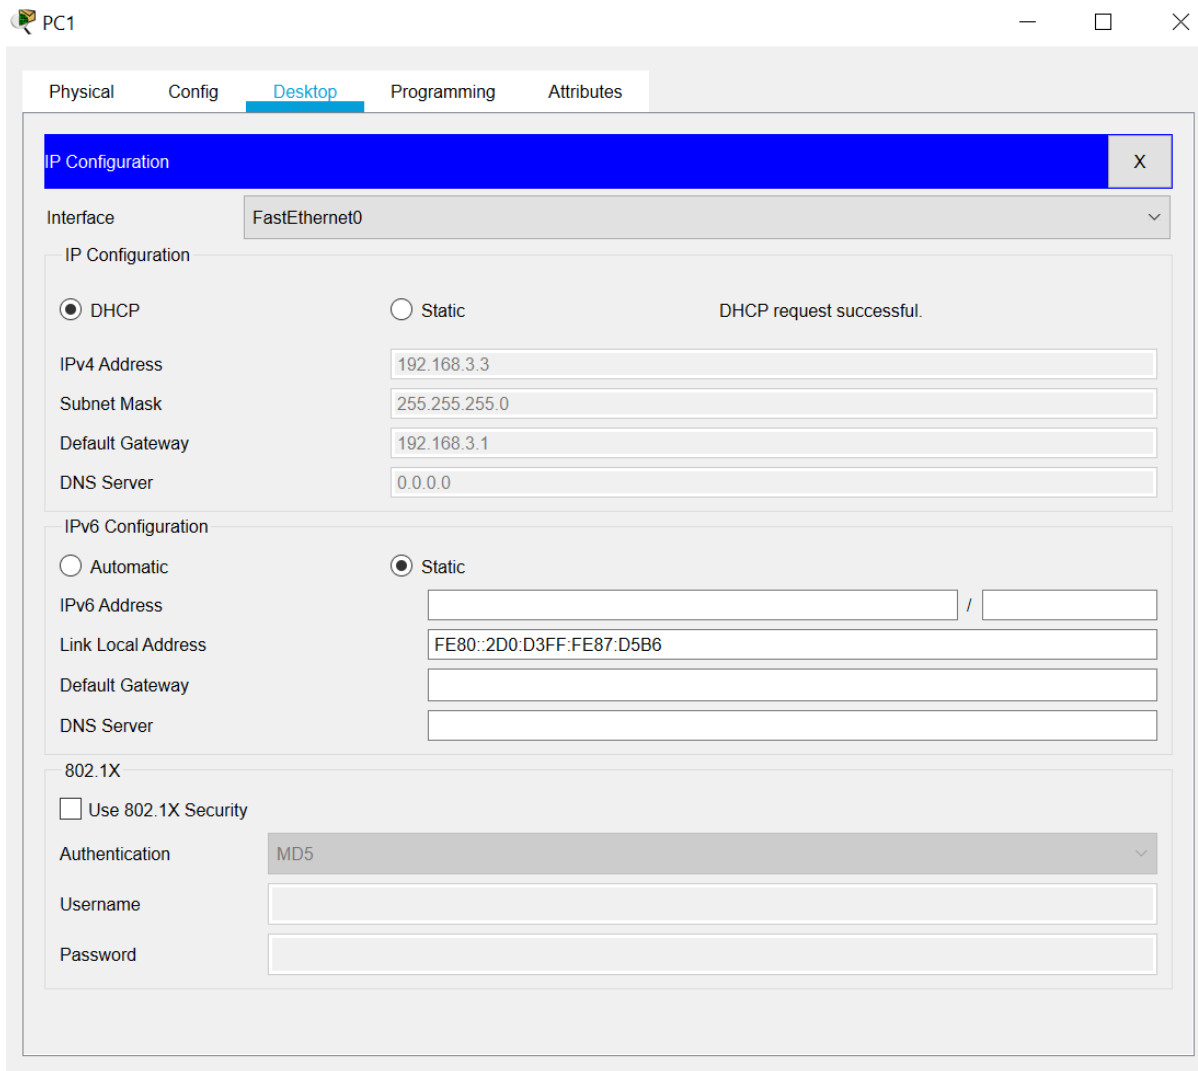 PC1
Physical Config Desktop Programming Attributes
IP Configuration X
Interface FastEthernet0
IP Configuration
DHCP Static DHCP request successful.
IPv4 Address 192.168.3.3
Subnet Mask 255.255.255.0
Default Gateway 192.168.3.1
DNS Server 0.0.0.0
IPv6 Configuration
Automatic Static
IPv6 Address /
Link Local Address FE80::2D0:D3FF:FE87:D5B6
Default Gateway
DNS Server
802.1X
Use 802.1X Security
Authentication MD5
Username
Password